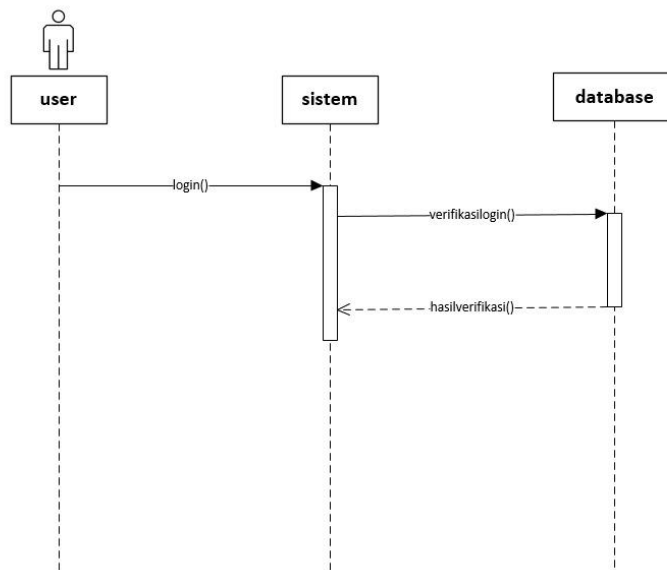 user
sistem
database
login()
verifikasilogin()
hasilverifikasi()